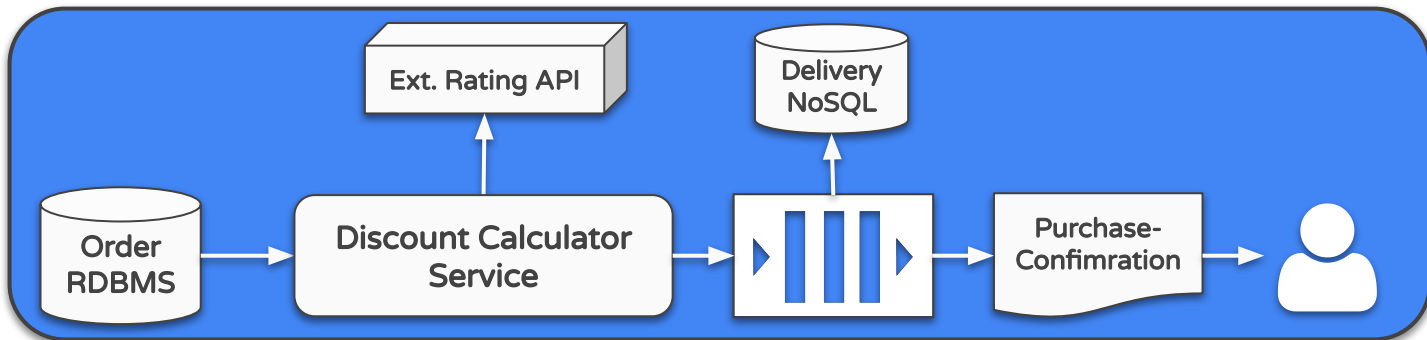 Ext. Rating API
Delivery
NoSQL
Order
RDBMS
Discount Calculator
Service
Purchase-
Confimration